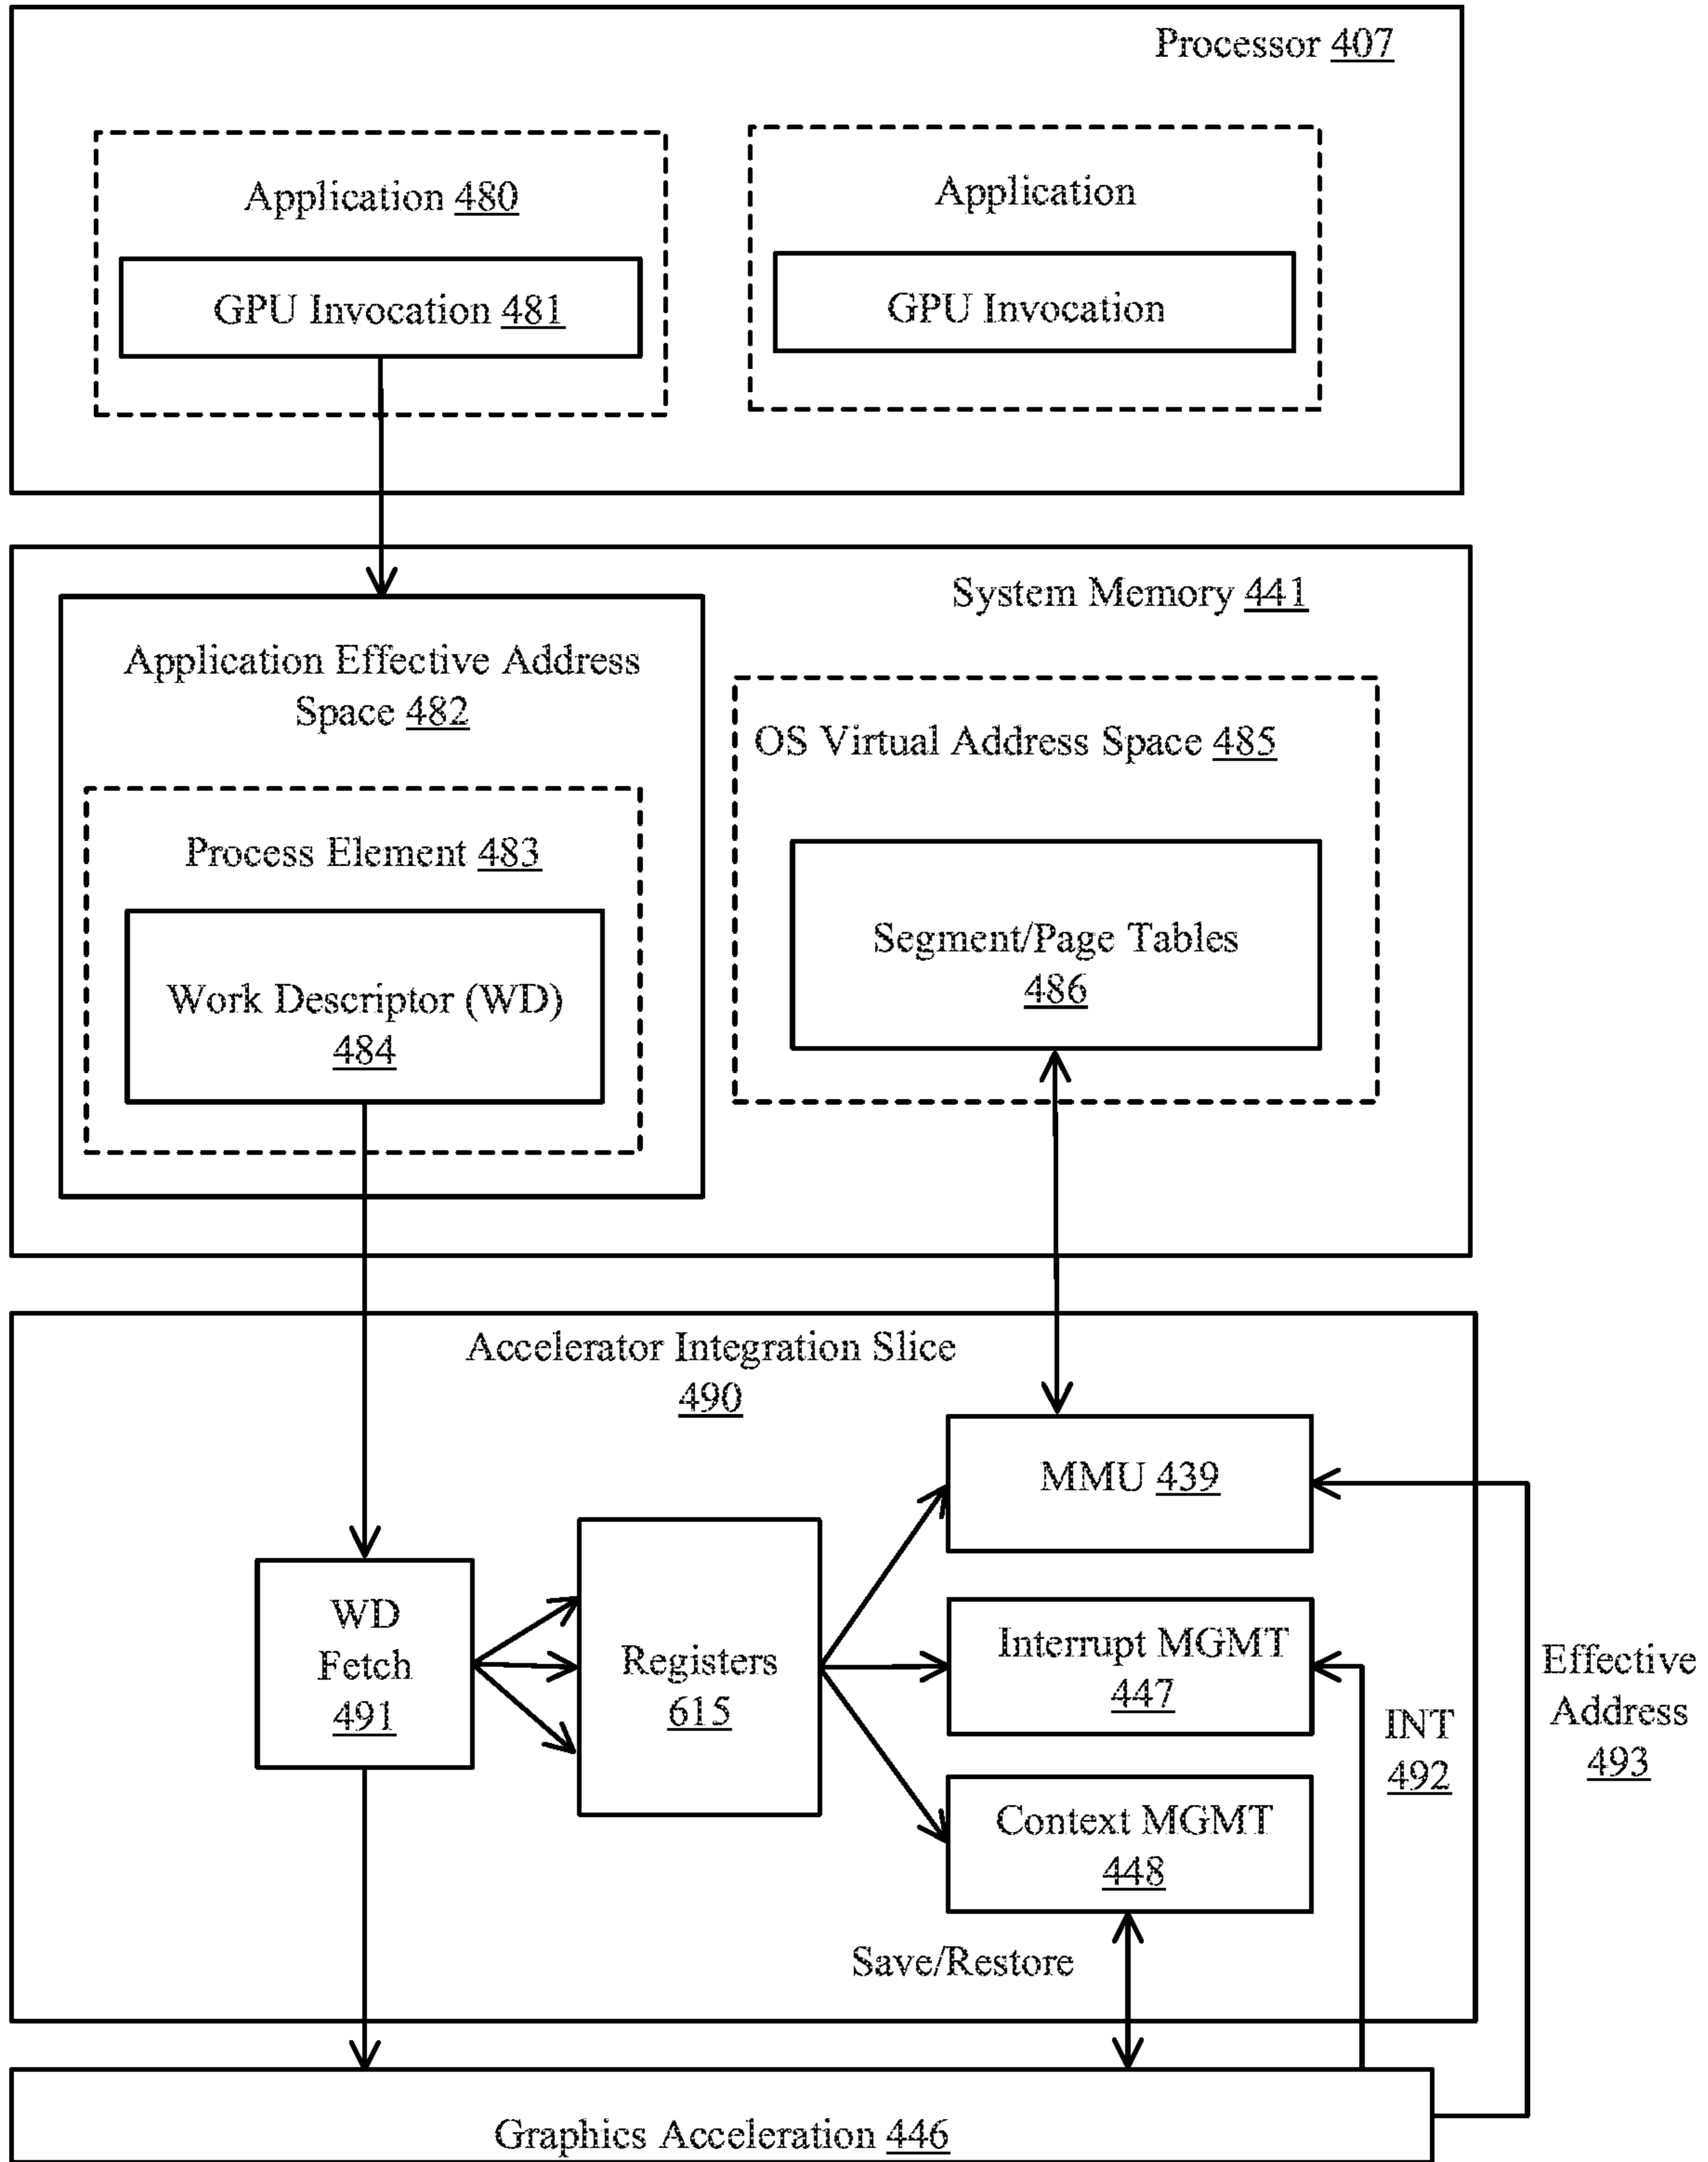 Processor 407
Application 480
GPU Invocation 481
Application
GPU Invocation
System Memory 441
Application Effective Address
Space 482
Process Element 483
Work Descriptor (WD)
484
OS Virtual Address Space 485
Segment/Page Tables
486
Accelerator Integration Slice
490
WD
Fetch
491
Registers
615
MMU 439
Interrupt MGMT
447
Context MGMT
448
Save/Restore
INT
492
Effective
Address
493
Graphics Acceleration 446